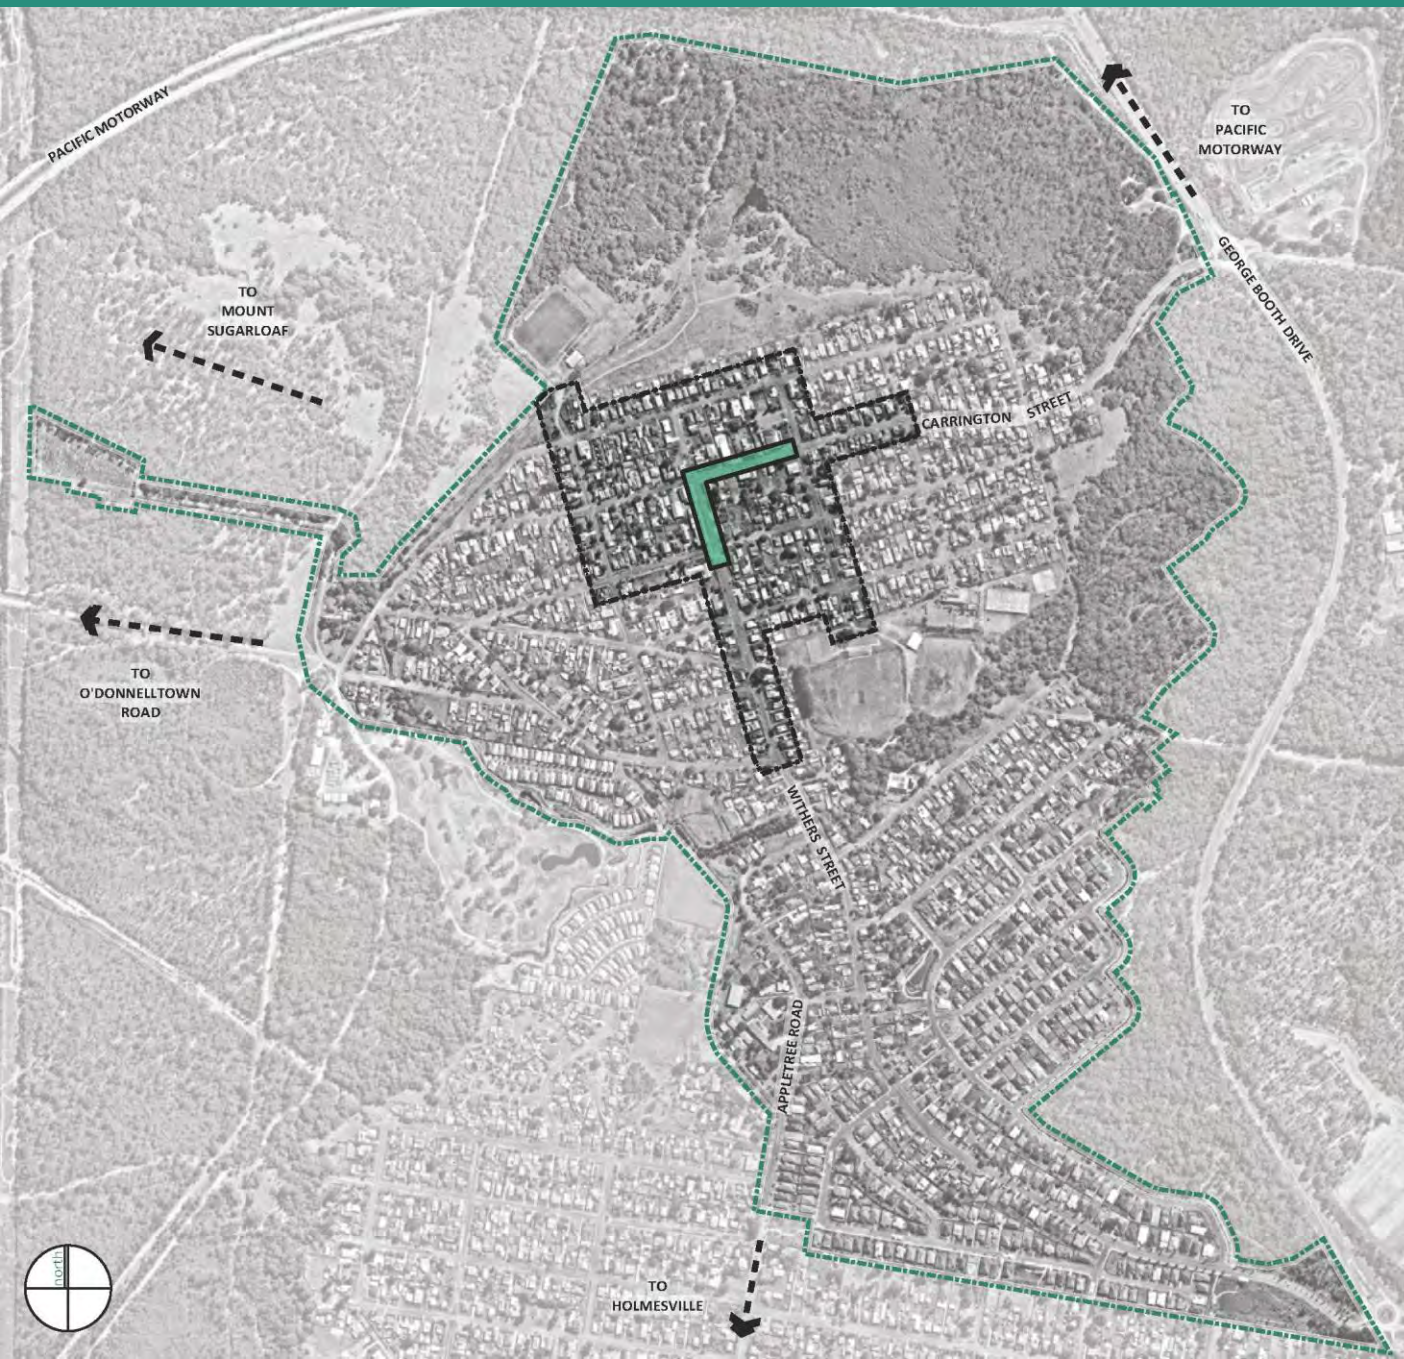 PACIFIC MOTORWAY
TO
PACIFIC
MOTORWAY
GEORGE BOOTH DRIVE
TO
MOUNT
SUGARLOAF
CARRINGTON STREET
TO
O'DONNELLTOWN
ROAD
WITHERS STREET
APPLETREE ROAD
north
TO
HOLMESVILLE